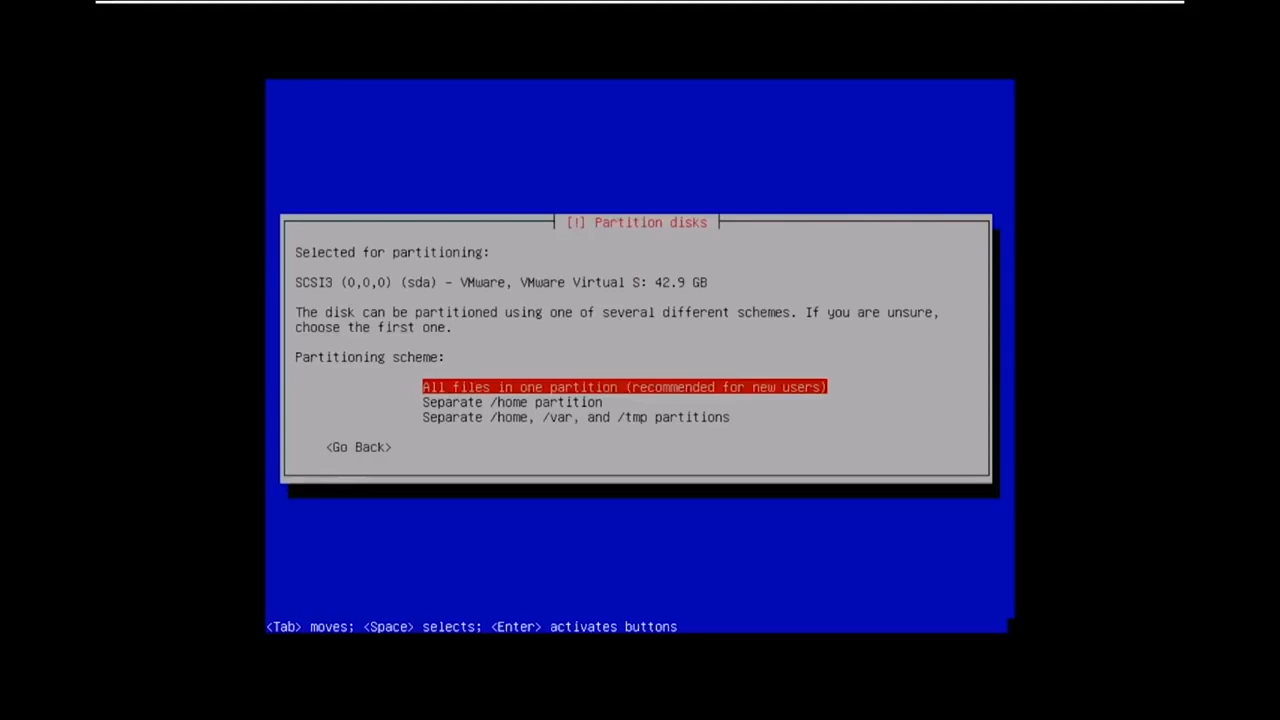 [!] Partition disks
Selected for partitioning:
SCSI3 (0,0,0) (sda) - VMware, VMware Virtual S: 42.9 GB
The disk can be partitioned using one of several different schemes. If you are unsure,
choose the first one.
Partitioning scheme:
All files in one partition (recommended for new users)
Separate /home partition
Separate /home, /var, and /tmp partitions
<Go Back>
<Tab> moves; <Space> selects; <Enter> activates buttons